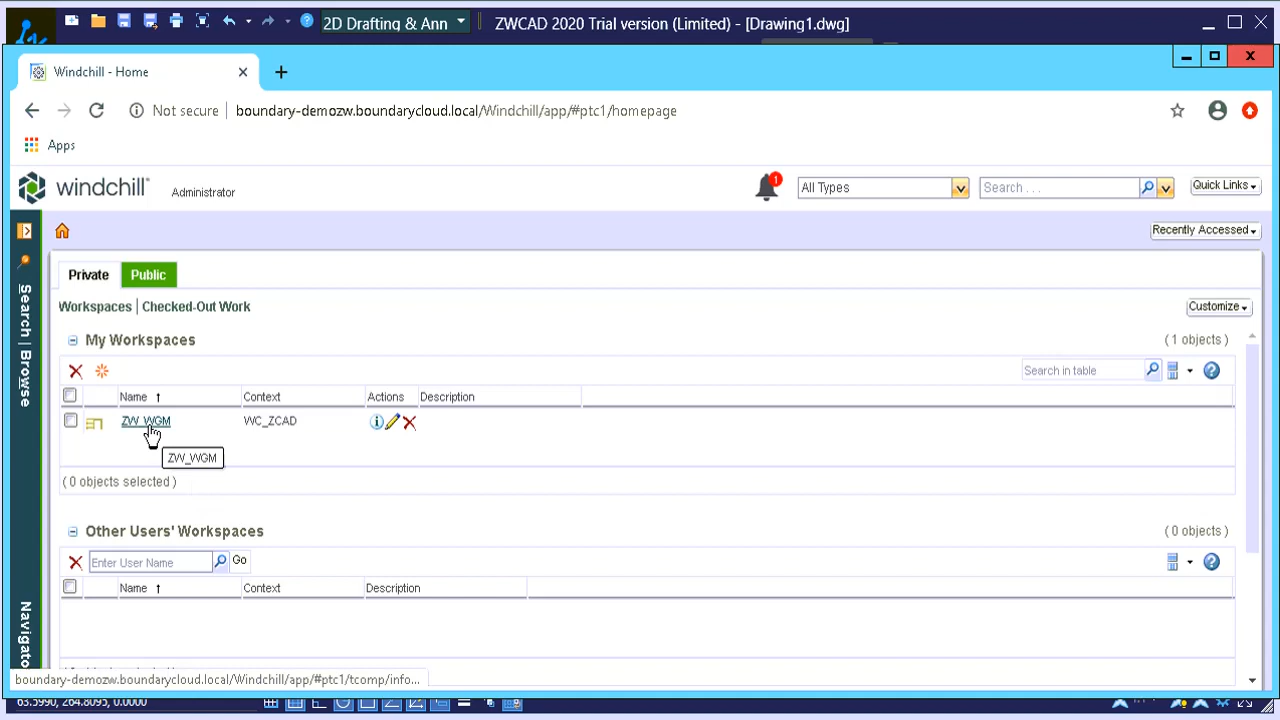 2D Drafting & Ann
ZWCAD 2020 Trial version (Limited) - [Drawing1.dwg]
Windchill - Home
Not secure
boundary-demozw.boundarycloud.local/Windchill/app/#ptc1/homepage
Apps
windchill
Administrator
1
All Types
Search . . .
Quick Links
Recently Accessed
Search | Browse
Navigato
Private
Public
Workspaces | Checked-Out Work
Customize
My Workspaces
( 1 objects )
Search in table
Name ↑ Context Actions Description
ZW_WGM WC_ZCAD
ZW_WGM
( 0 objects selected )
Other Users' Workspaces
( 0 objects )
Enter User Name
Go
Name ↑ Context Description
boundary-demozw.boundarycloud.local/Windchill/app/#ptc1/tcomp/info...
63.5990, 264.8095, 0.0000